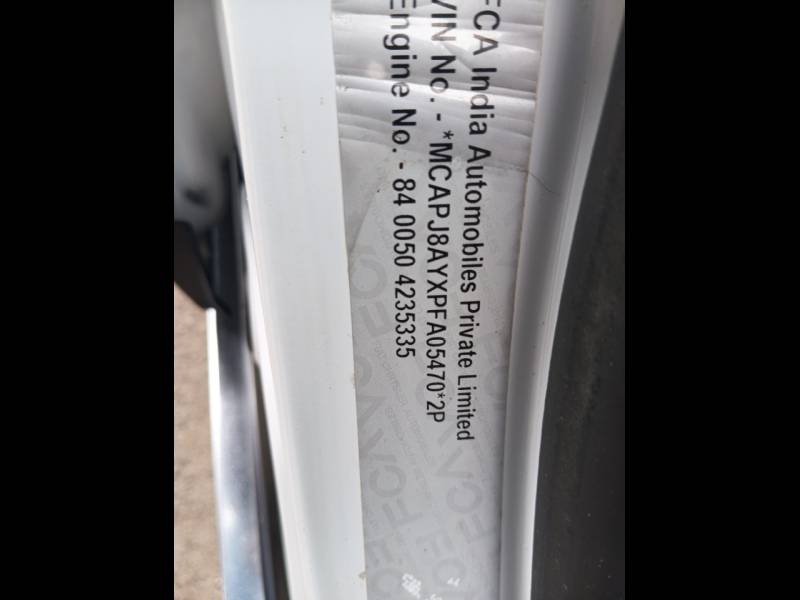 FCA India Automobiles Private Limited
VIN No. - *MCAPJ8AYXPFA05470*2P
Engine No. - 84 0050 4235335